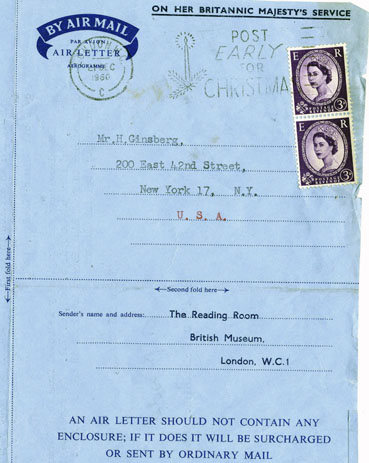 ON HER BRITANNIC MAJESTY'S SERVICE
BY AIR MAIL
PAR AVION
AIR LETTER
AÉROGRAMME
1960
C
POST
EARLY
FOR
CHRISTMAS
E R
3D
E R
3D
Mr. H. Ginsberg,
200 East 42nd Street,
New York 17, N.Y.
U. S. A.
First fold here
Second fold here
Sender's name and address: The Reading Room
British Museum,
London, W.C.1
AN AIR LETTER SHOULD NOT CONTAIN ANY
ENCLOSURE; IF IT DOES IT WILL BE SURCHARGED
OR SENT BY ORDINARY MAIL